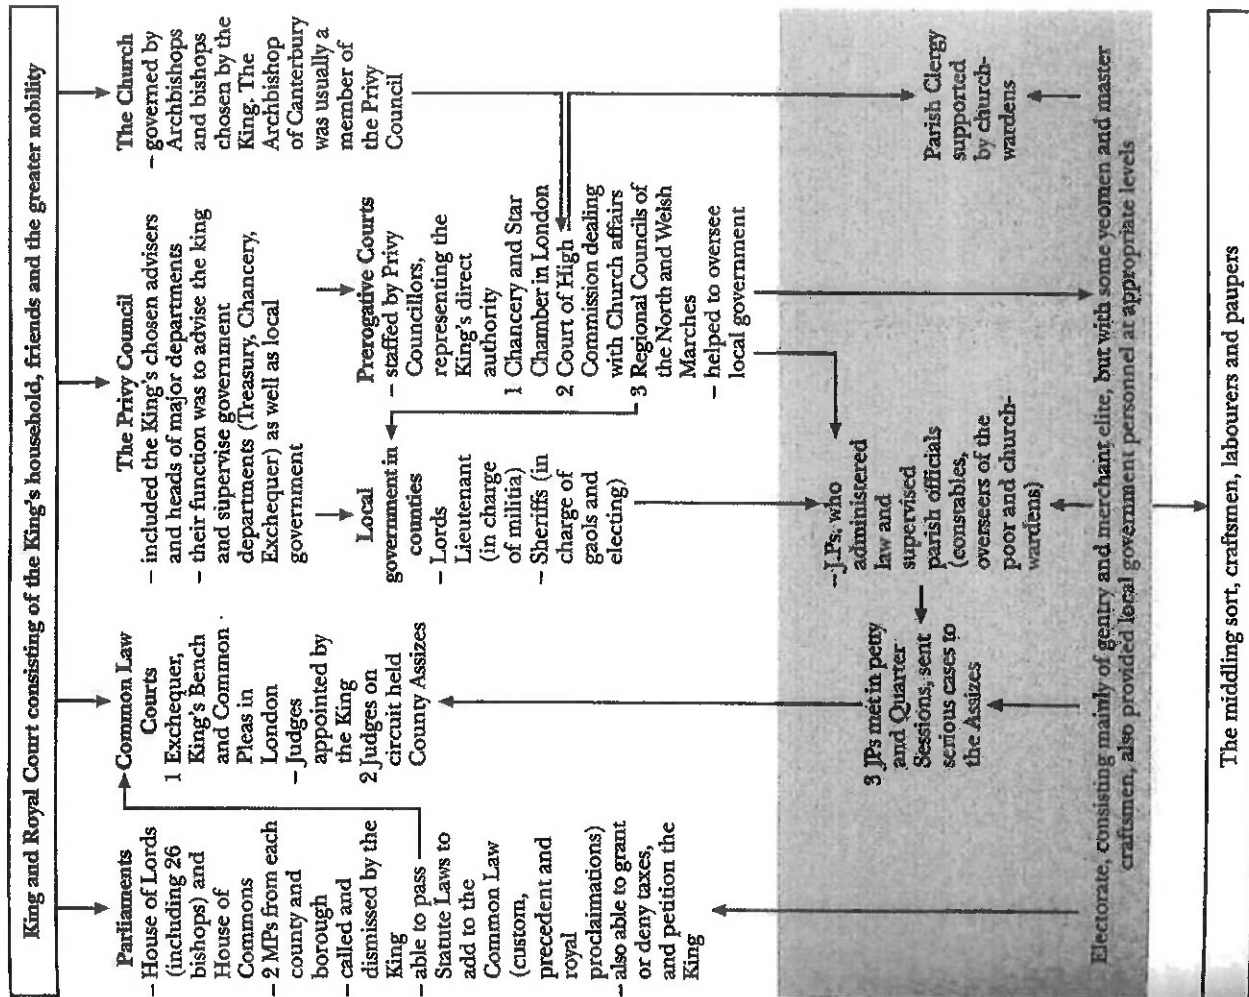 King and Royal Court consisting of the King's household, friends and the greater nobility
Parliaments
– House of Lords
(including 26
bishops) and
House of
Commons
– 2 MPs from each
county and
borough
– called and
dismissed by the
King
– able to pass
Statute Laws to
add to the
Common Law
(custom,
precedent and
royal
proclaimations)
– also able to grant
or deny taxes,
and petition the
King
Common Law
Courts
1 Exchequer,
King's Bench
and Common
Pleas in
London
– Judges
appointed by
the King
2 Judges on
circuit held
County Assizes
3 JPs met in petty
and Quarter
Sessions, sent
serious cases to
the Assizes
The Privy Council
– included the King's chosen advisers
and heads of major departments
– their function was to advise the king
and supervise government
departments (Treasury, Chancery,
Exchequer) as well as local
government
Local
government in
counties
– Lords
Lieutenant
(in charge
of militia)
– Sheriffs (in
charge of
gaols and
electing)
– J.P.s, who
administered
law and
supervised
parish officials
(constables,
overseers of the
poor and church-
wardens)
Prerogative Courts
– staffed by Privy
Councillors,
representing the
King's direct
authority
1 Chancery and Star
Chamber in London
2 Court of High
Commission dealing
with Church affairs
3 Regional Councils of
the North and Welsh
Marches
– helped to oversee
local government
The Church
– governed by
Archbishops
and bishops
chosen by the
King. The
Archbishop
of Canterbury
was usually a
member of
the Privy
Council
Parish Clergy
supported
by church-
wardens
Electorate, consisting mainly of gentry and merchant elite, but with some yeomen and master
craftsmen, also provided local government personnel at appropriate levels
The middling sort, craftsmen, labourers and paupers